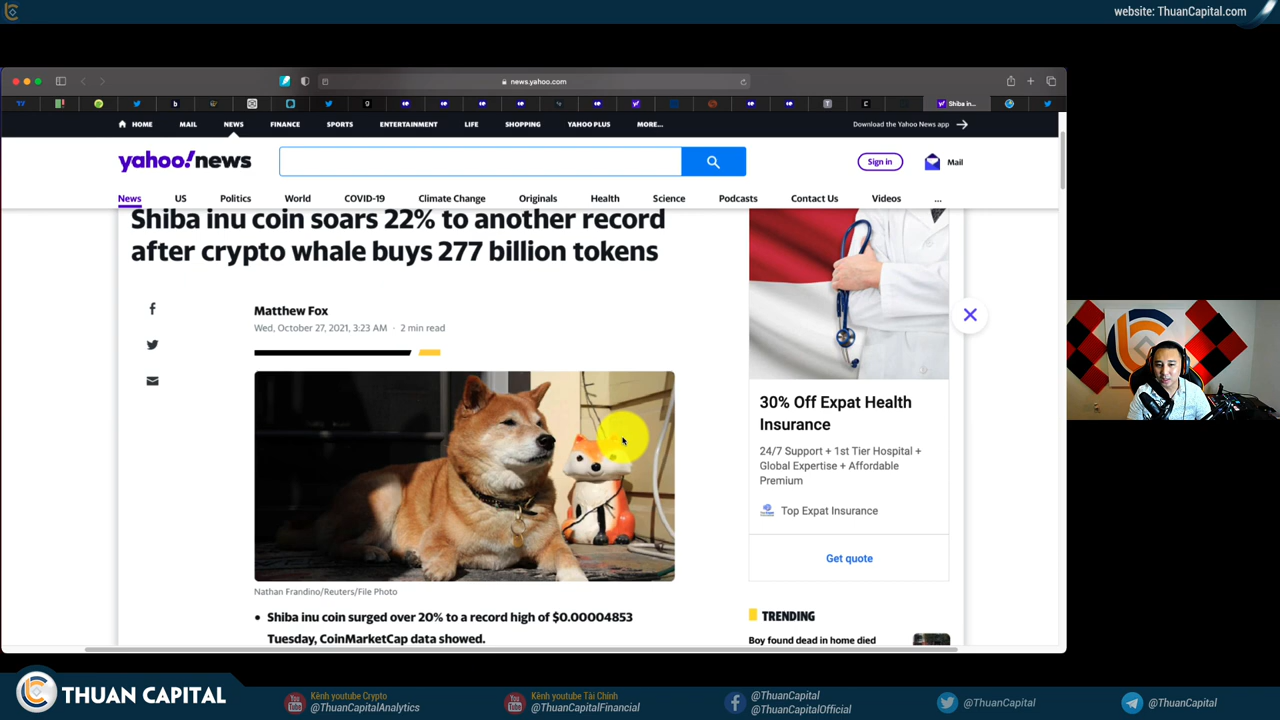 website: ThuanCapital.com
news.yahoo.com
Shiba in...
HOME MAIL NEWS FINANCE SPORTS ENTERTAINMENT LIFE SHOPPING YAHOO PLUS MORE... Download the Yahoo News app
yahoo!news
Sign in
Mail
News US Politics World COVID-19 Climate Change Originals Health Science Podcasts Contact Us Videos ...
Shiba inu coin soars 22% to another record
after crypto whale buys 277 billion tokens
Matthew Fox
Wed, October 27, 2021, 3:23 AM · 2 min read
Nathan Frandino/Reuters/File Photo
• Shiba inu coin surged over 20% to a record high of $0.00004853
Tuesday, CoinMarketCap data showed.
30% Off Expat Health
Insurance
24/7 Support + 1st Tier Hospital +
Global Expertise + Affordable
Premium
Top Expat Insurance
Get quote
TRENDING
Boy found dead in home died
THUAN CAPITAL
Kênh youtube Crypto
@ThuanCapitalAnalytics
Kênh youtube Tài Chính
@ThuanCapitalFinancial
@ThuanCapital
@ThuanCapitalOfficial
@ThuanCapital
@ThuanCapital